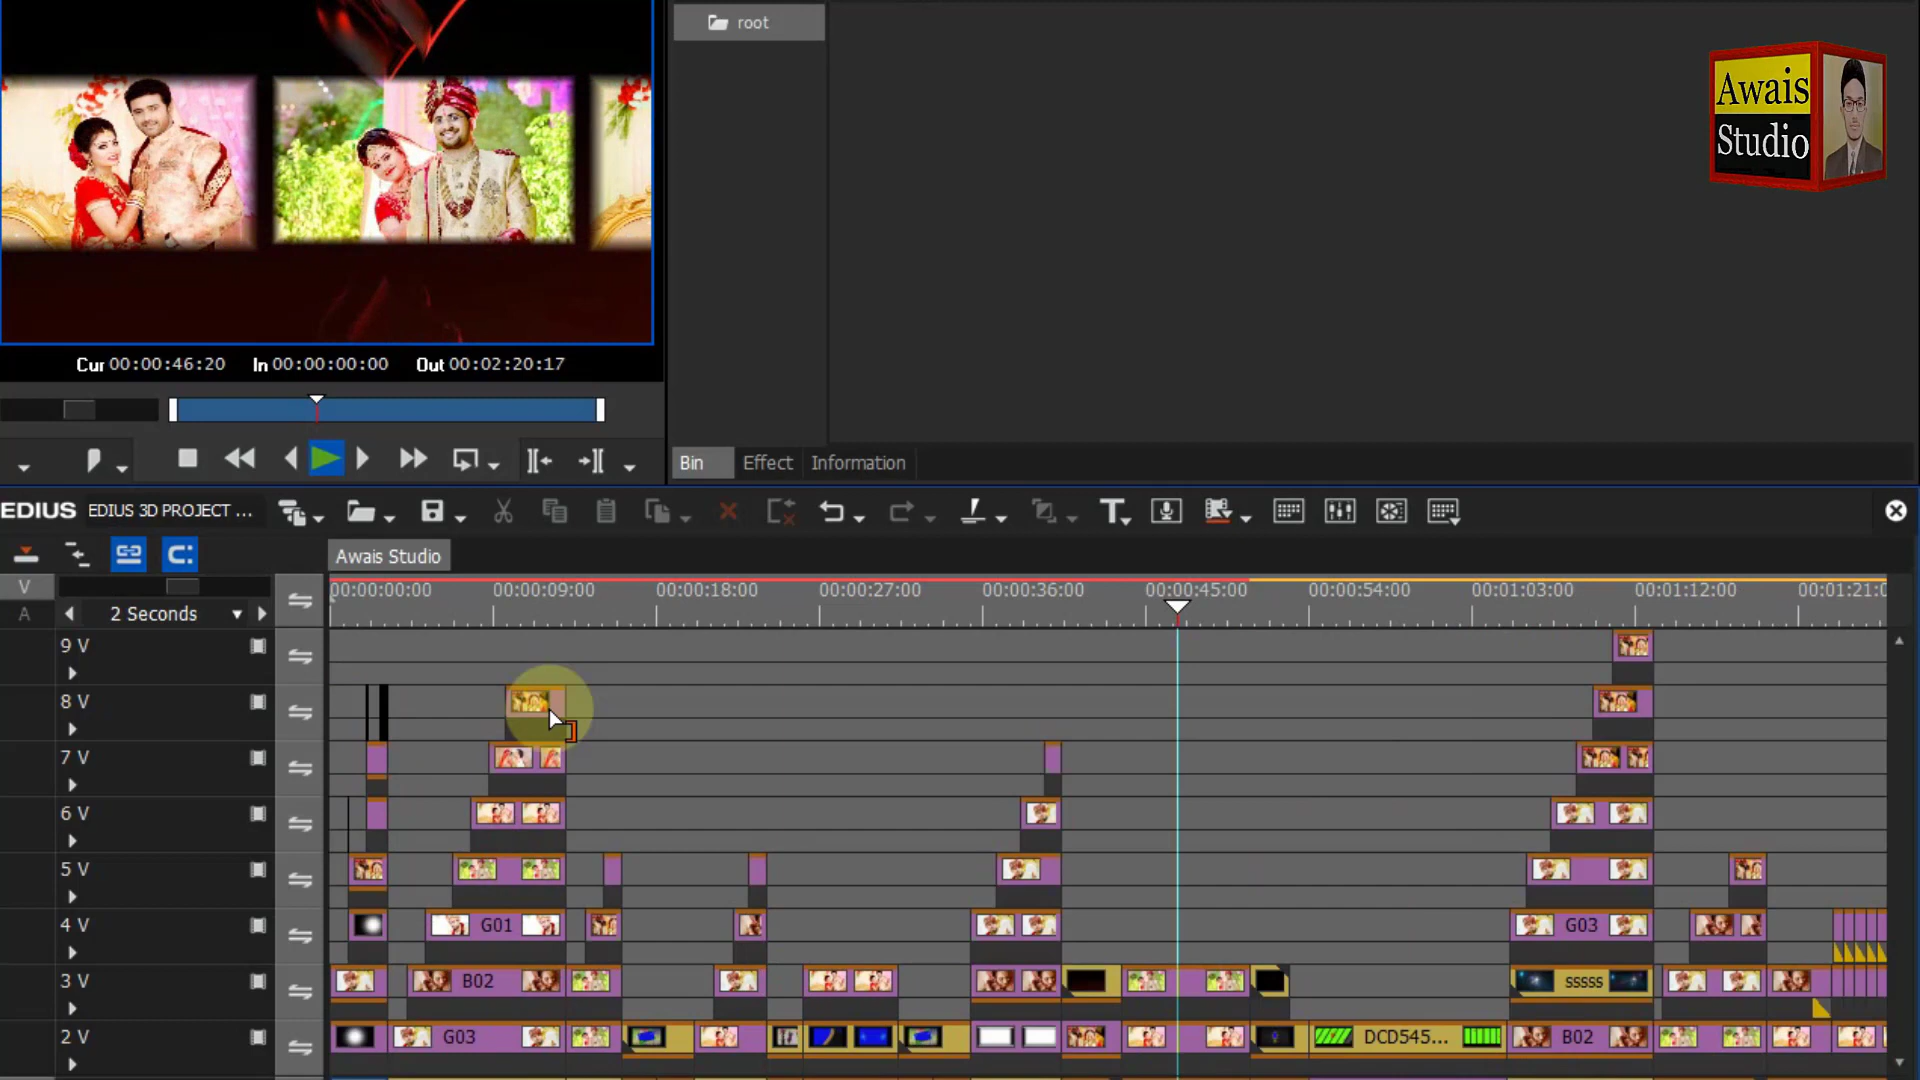 root
Awais
Studio
Cur 00:00:46:20 In 00:00:00:00 Out 00:02:20:17
Bin Effect Information
EDIUS EDIUS 3D PROJECT ...
Awais Studio
V
A 2 Seconds
00:00:00:00 00:00:09:00 00:00:18:00 00:00:27:00 00:00:36:00 00:00:45:00 00:00:54:00 00:01:03:00 00:01:12:00 00:01:21:0
9 V
8 V
7 V
6 V
5 V
4 V G01 G03
3 V B02 sssss
2 V G03 DCD545... B02